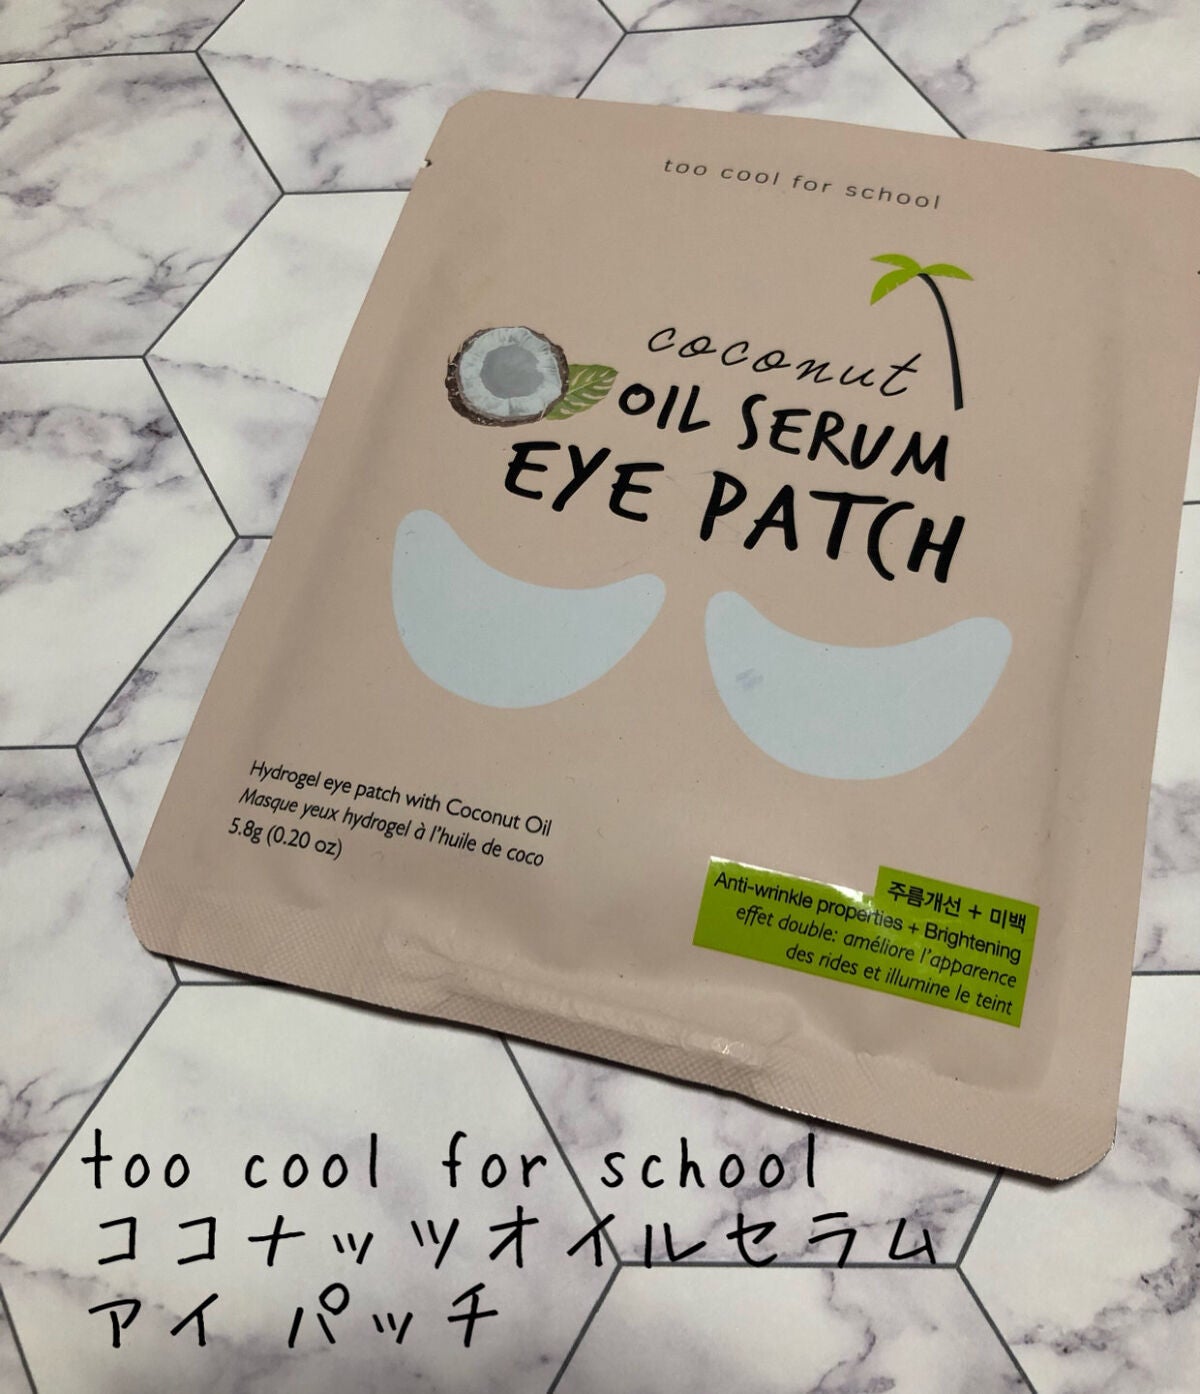 too cool for school
coconut
OIL SERUM
EYE PATCH
Hydrogel eye patch with Coconut Oil
Masque yeux hydrogel à l'huile de coco
5.8g (0.20 oz)
주름개선 + 미백
Anti-wrinkle properties + Brightening
effet double: améliore l'apparence
des rides et illumine le teint
too cool for school
ココナッツオイルセラム
アイパッチ